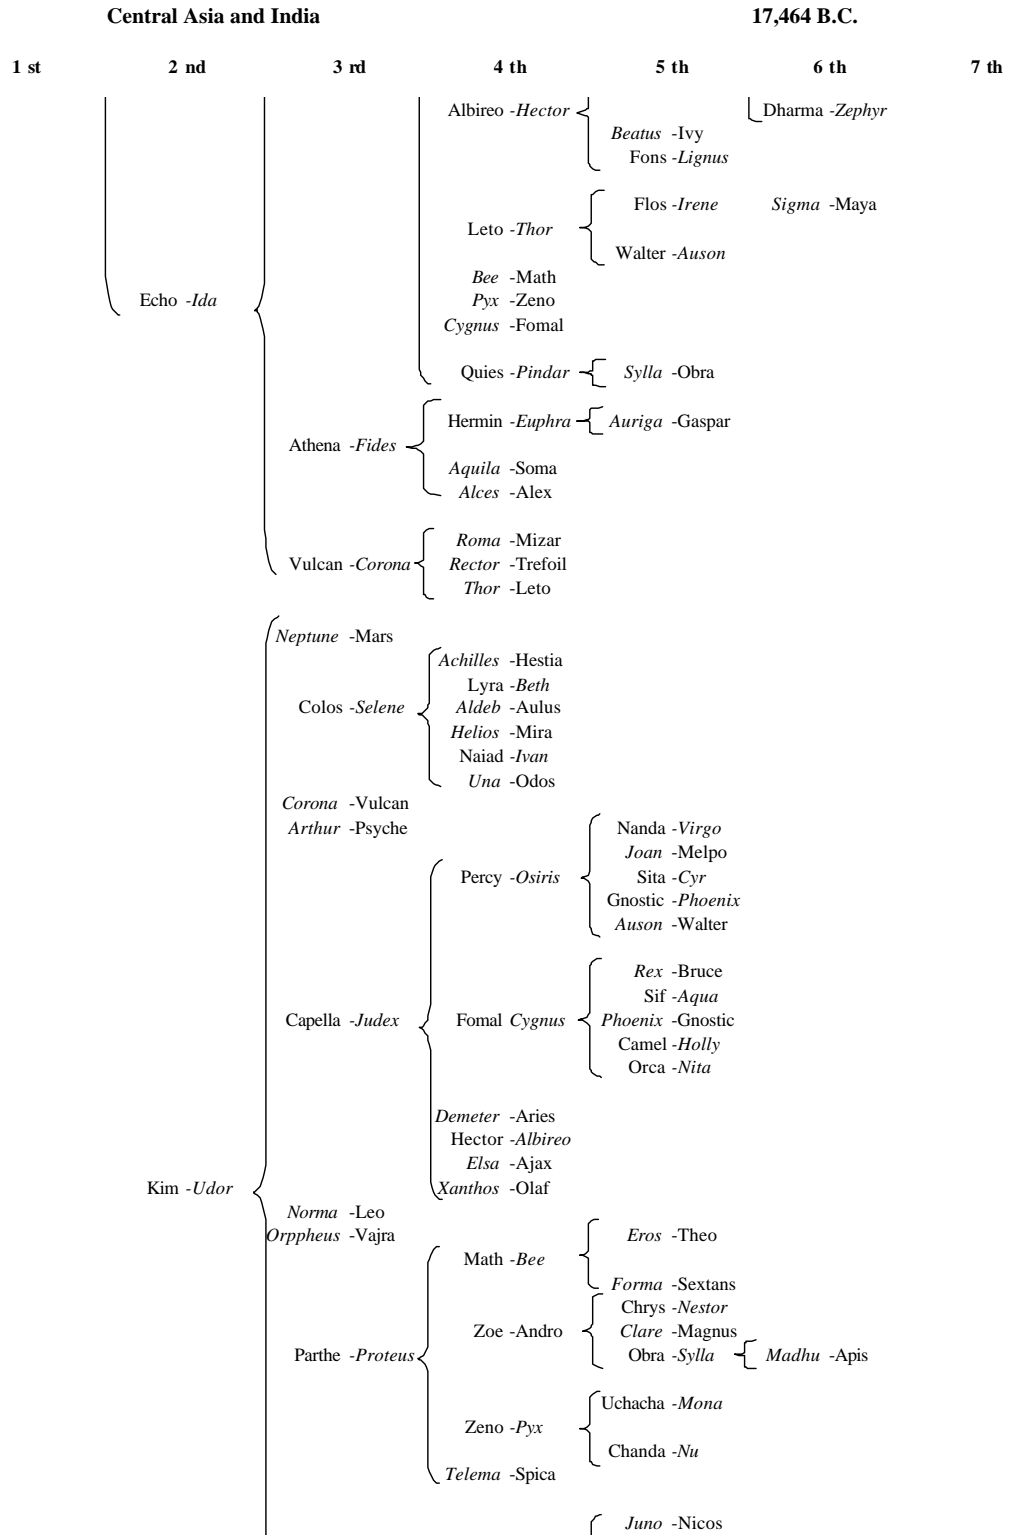 Central Asia and India 17,464 B.C.
1 st 2 nd 3 rd 4 th 5 th 6 th 7 th
Albireo -Hector Dharma -Zephyr
Beatus -Ivy
Fons -Lignus
Flos -Irene Sigma -Maya
Leto -Thor
Walter -Auson
Bee -Math
Echo -Ida Pyx -Zeno
Cygnus -Fomal
Quies -Pindar Sylla -Obra
Hermin -Euphra Auriga -Gaspar
Athena -Fides
Aquila -Soma
Alces -Alex
Roma -Mizar
Vulcan -Corona Rector -Trefoil
Thor -Leto
Neptune -Mars
Achilles -Hestia
Lyra -Beth
Colos -Selene Aldeb -Aulus
Helios -Mira
Naiad -Ivan
Una -Odos
Corona -Vulcan
Arthur -Psyche Nanda -Virgo
Joan -Melpo
Percy -Osiris Sita -Cyr
Gnostic -Phoenix
Auson -Walter
Rex -Bruce
Sif -Aqua
Capella -Judex Fomal Cygnus Phoenix -Gnostic
Camel -Holly
Orca -Nita
Demeter -Aries
Hector -Albireo
Elsa -Ajax
Kim -Udor Xanthos -Olaf
Norma -Leo
Orppheus -Vajra Eros -Theo
Math -Bee
Forma -Sextans
Chrys -Nestor
Zoe -Andro Clare -Magnus
Parthe -Proteus Obra -Sylla Madhu -Apis
Uchacha -Mona
Zeno -Pyx
Chanda -Nu
Telema -Spica
Juno -Nicos